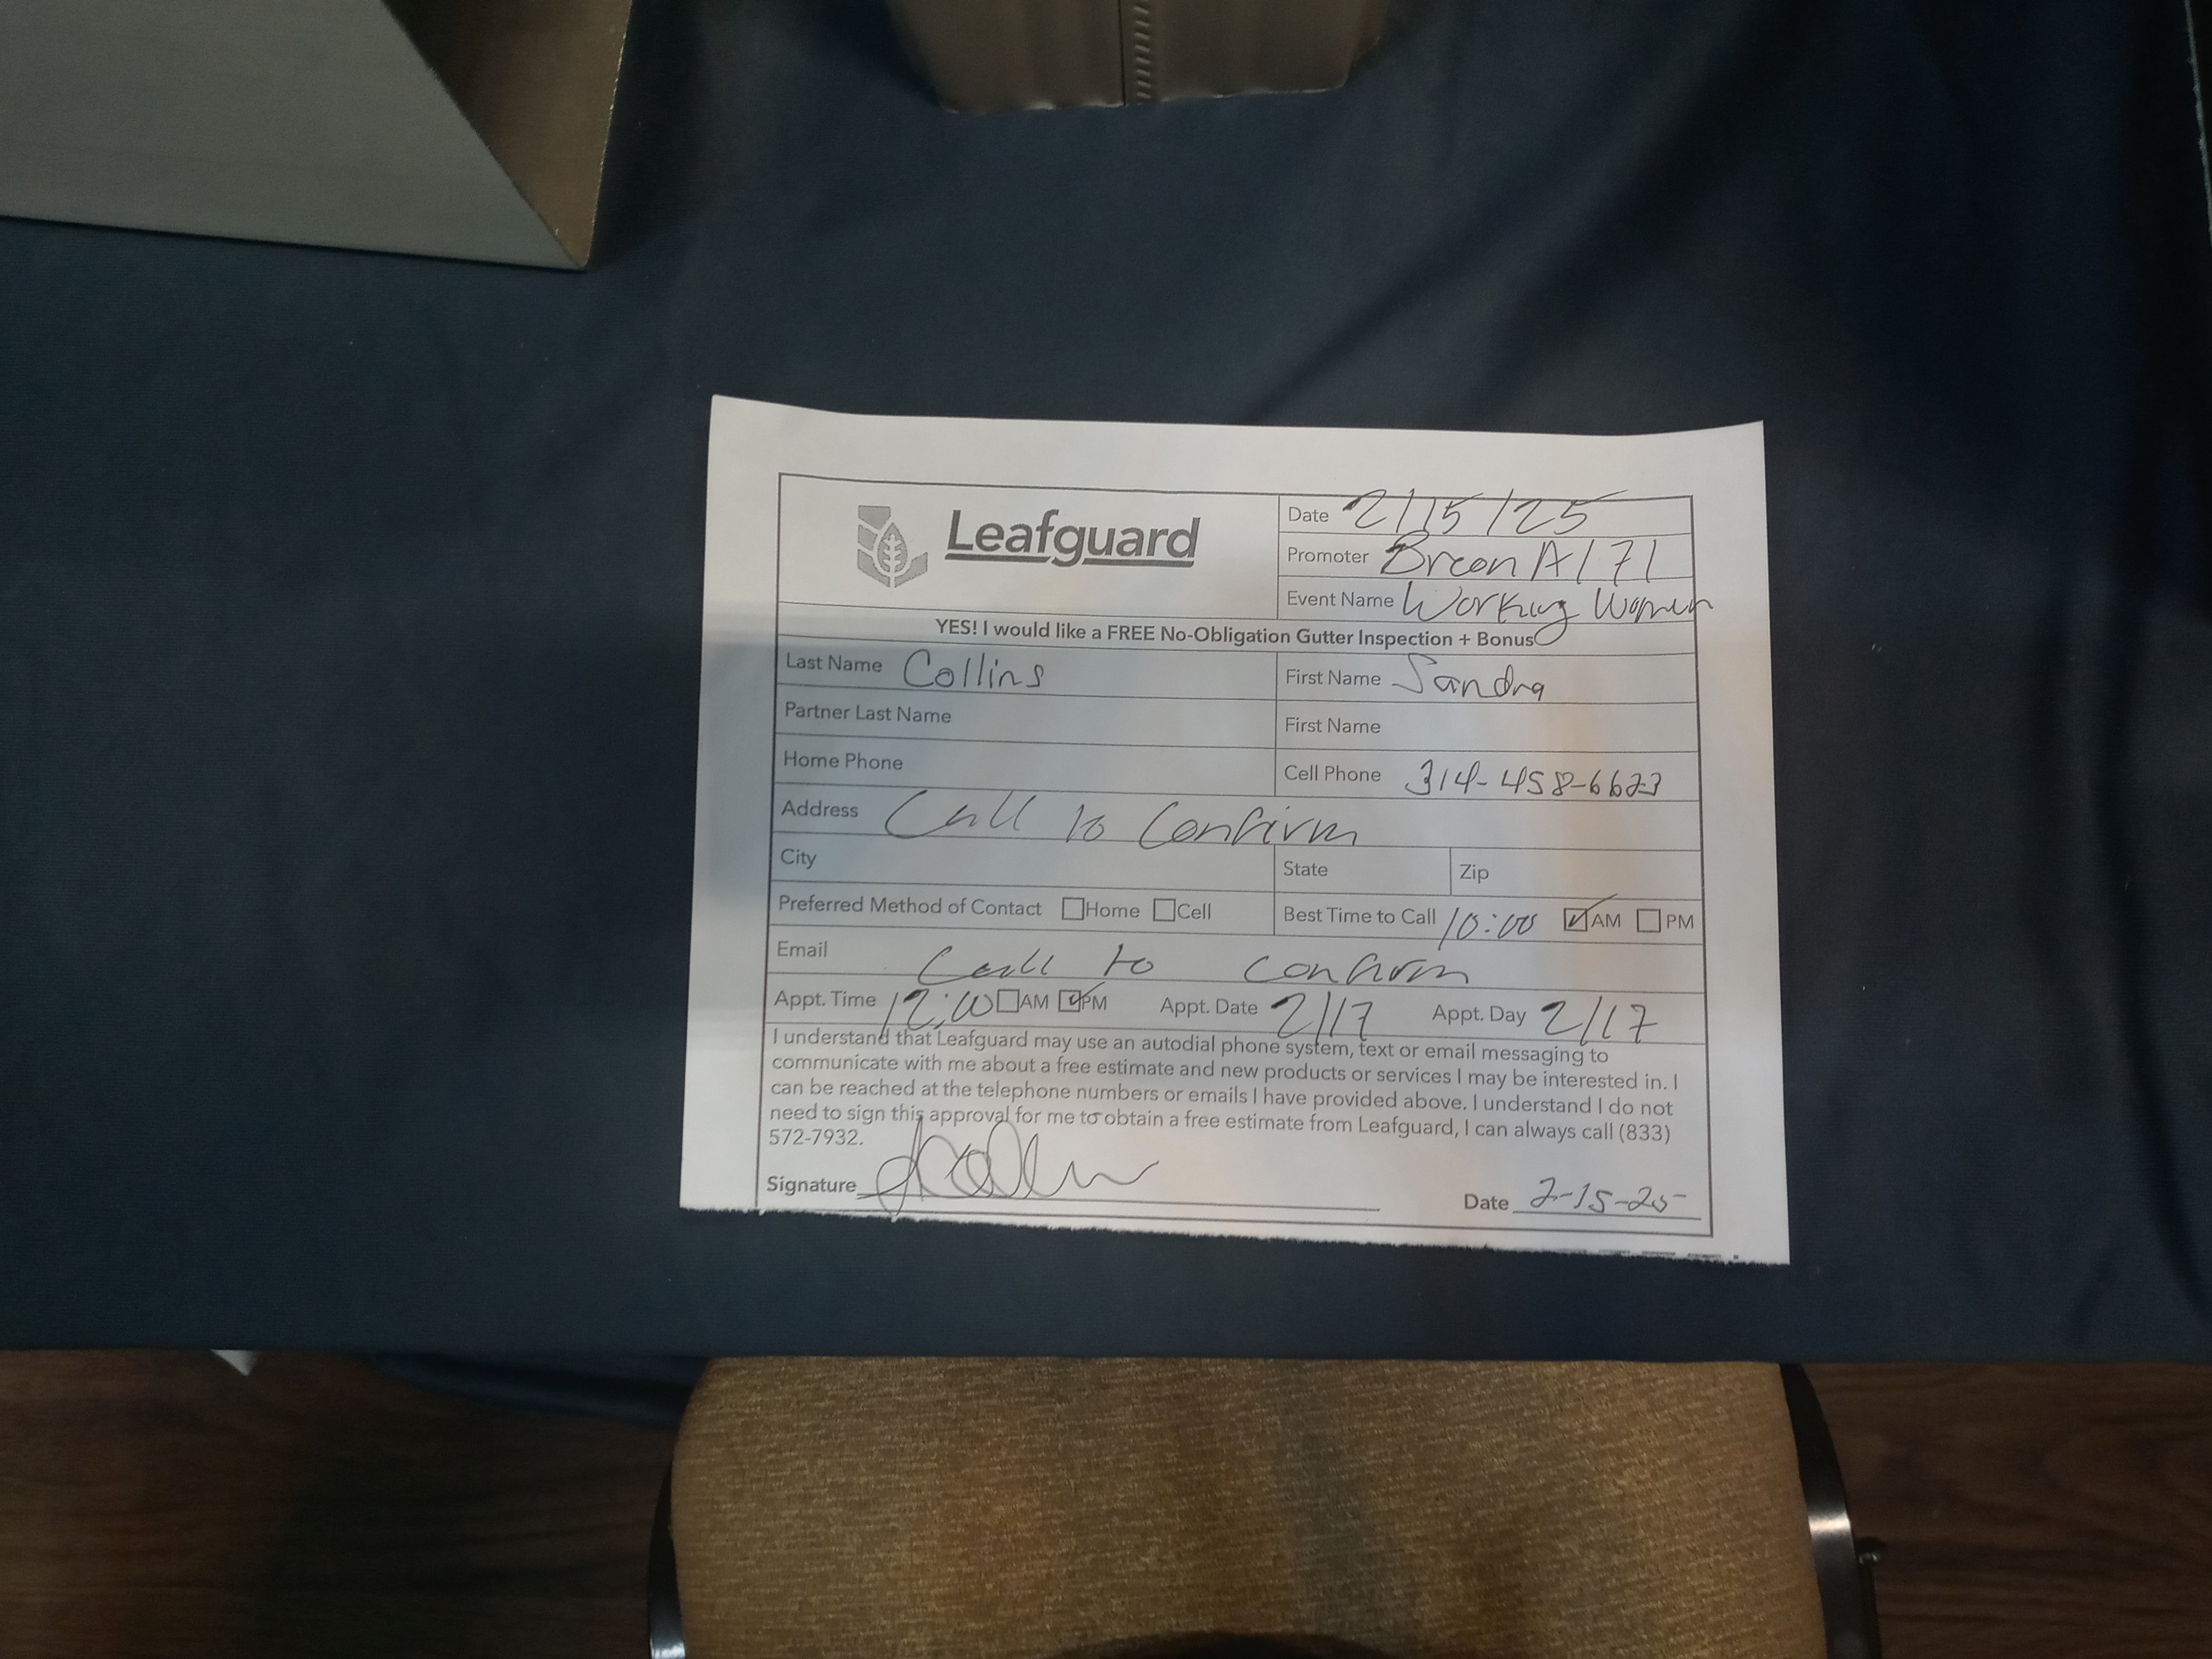 Leafguard
Date 2/15/25
Promoter Breon A171
Event Name Working Women
YES! I would like a FREE No-Obligation Gutter Inspection + Bonus
Last Name Collins First Name Sandra
Partner Last Name First Name
Home Phone Cell Phone 314-458-6623
Address Call to Confirm
City State Zip
Preferred Method of Contact ☐Home ☐Cell Best Time to Call 10:00 ☑AM ☐PM
Email Call to confirm
Appt. Time 12:00 ☐AM ☑PM Appt. Date 2/17 Appt. Day 2/17
I understand that Leafguard may use an autodial phone system, text or email messaging to
communicate with me about a free estimate and new products or services I may be interested in. I
can be reached at the telephone numbers or emails I have provided above. I understand I do not
need to sign this approval for me to obtain a free estimate from Leafguard, I can always call (833)
572-7932.
Signature Date 2-15-25